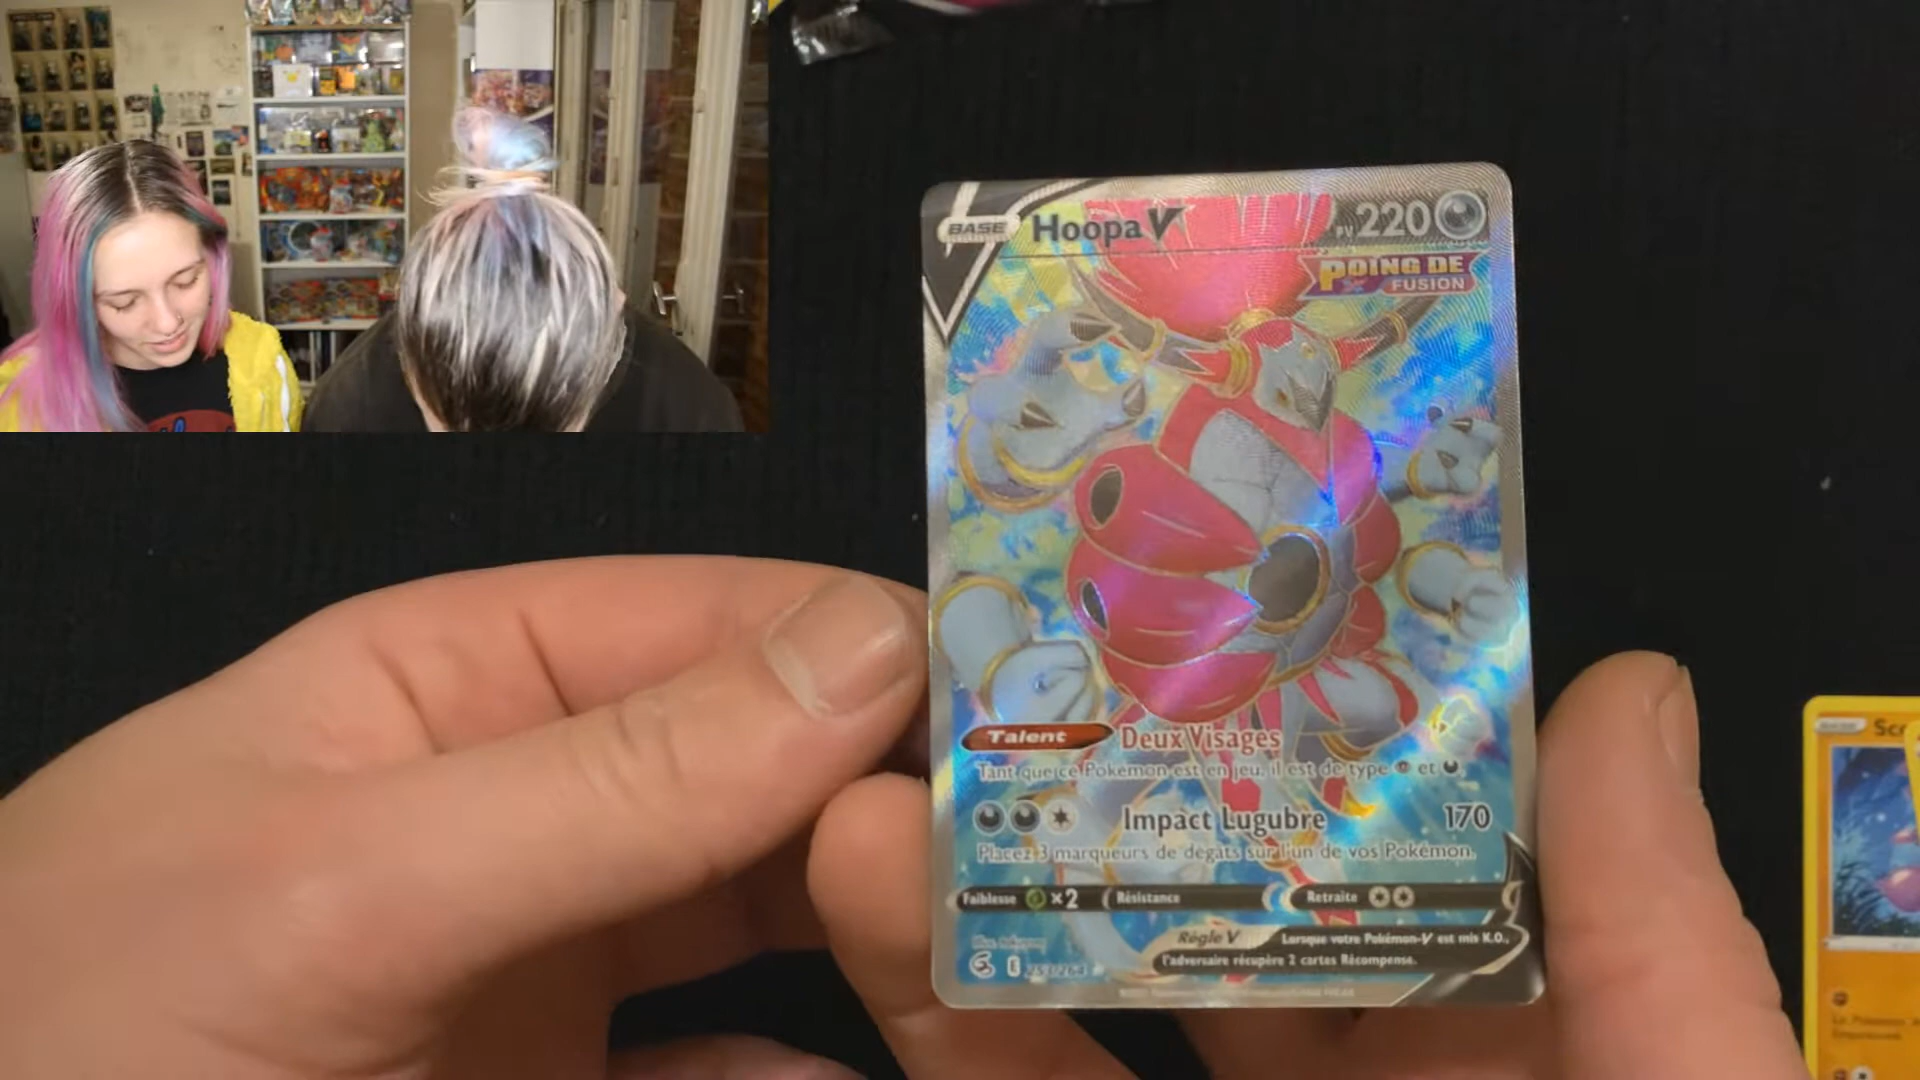 BASE
Hoopa V
PV 220
POING DE
FUSION
Talent Deux Visages
Tant que ce Pokémon est en jeu, il est de type et
Impact Lugubre 170
Placez 3 marqueurs de dégâts sur l'un de vos Pokémon.
Faiblesse ×2 Résistance Retraite
Règle V Lorsque votre Pokémon-V est mis K.O.,
l'adversaire récupère 2 cartes Récompense.
E 253/264